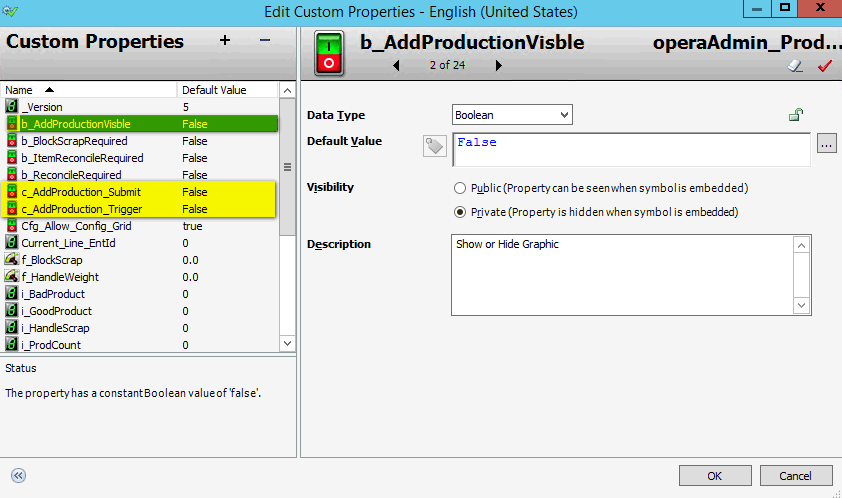 Edit Custom Properties - English (United States)
Custom Properties
b_AddProductionVisble operaAdmin_Prod...
2 of 24
Name Default Value
_Version 5
b_AddProductionVisble False
b_BlockScrapRequired False
b_ItemReconcileRequired False
b_ReconcileRequired False
c_AddProduction_Submit False
c_AddProduction_Trigger False
Cfg_Allow_Config_Grid true
Current_Line_EntId 0
f_BlockScrap 0.0
f_HandleWeight 0.0
i_BadProduct 0
i_GoodProduct 0
i_HandleScrap 0
i_ProdCount 0
Status
The property has a constant Boolean value of 'false'.
Data Type Boolean
Default Value False ...
Visibility Public (Property can be seen when symbol is embedded)
Private (Property is hidden when symbol is embedded)
Description Show or Hide Graphic
OK Cancel